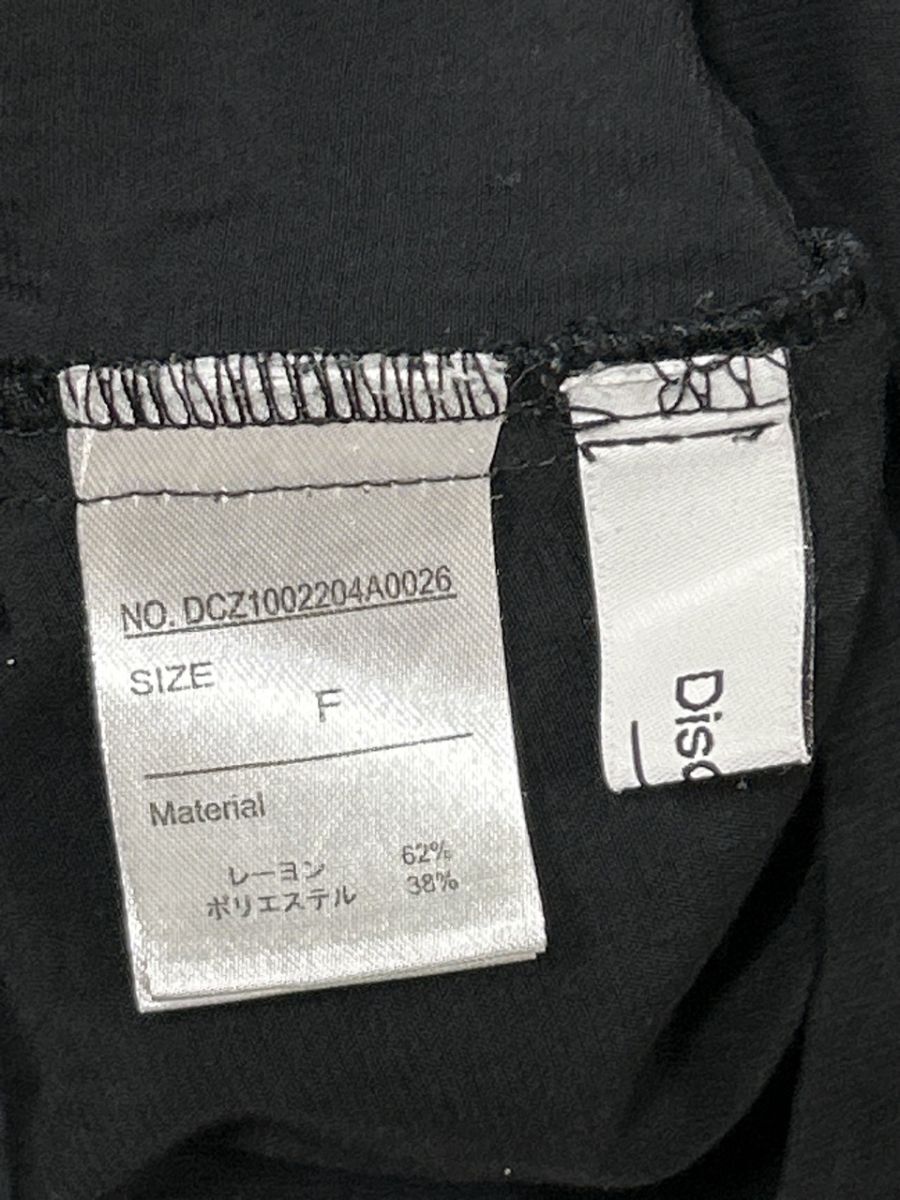 NO. DCZ1002204A0026
SIZE
F
Material
レーヨン 62%
ポリエステル 38%